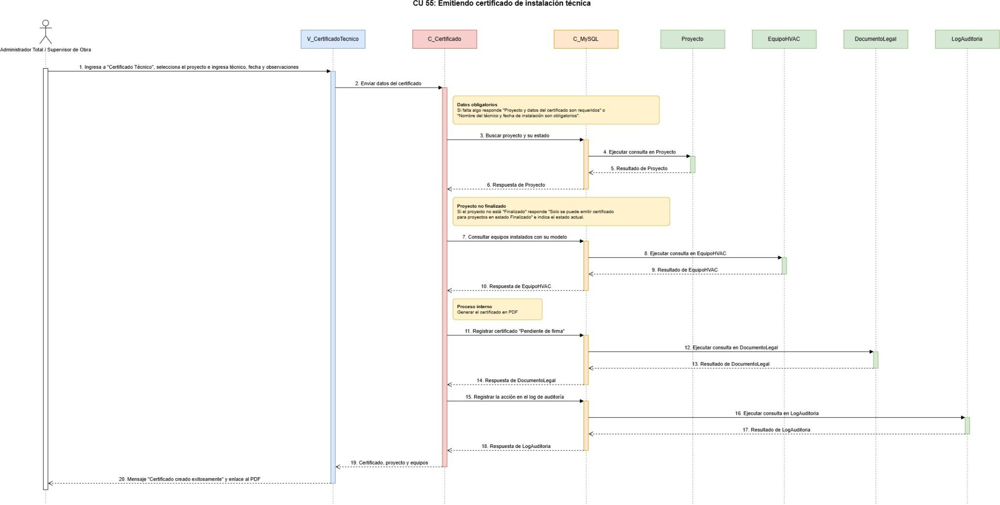 CU 55: Emitiendo certificado de instalación técnica
Administrador Total / Supervisor de Obra
V_CertificadoTecnico
C_Certificado
C_MySQL
Proyecto
EquipoHVAC
DocumentoLegal
LogAuditoria
1. Ingresa a "Certificado Técnico", selecciona el proyecto e ingresa técnico, fecha y observaciones
2. Enviar datos del certificado
Datos obligatorios
Si falta algo responde "Proyecto y datos del certificado son requeridos" o
"Nombre del técnico y fecha de instalación son obligatorios".
3. Buscar proyecto y su estado
4. Ejecutar consulta en Proyecto
5. Resultado de Proyecto
6. Respuesta de Proyecto
Proyecto no finalizado
Si el proyecto no está "Finalizado" responde "Solo se puede emitir certificado
para proyectos en estado Finalizado" e indica el estado actual.
7. Consultar equipos instalados con su modelo
8. Ejecutar consulta en EquipoHVAC
9. Resultado de EquipoHVAC
10. Respuesta de EquipoHVAC
Proceso interno
Generar el certificado en PDF
11. Registrar certificado "Pendiente de firma"
12. Ejecutar consulta en DocumentoLegal
13. Resultado de DocumentoLegal
14. Respuesta de DocumentoLegal
15. Registrar la acción en el log de auditoría
16. Ejecutar consulta en LogAuditoria
17. Resultado de LogAuditoria
18. Respuesta de LogAuditoria
19. Certificado, proyecto y equipos
20. Mensaje "Certificado creado exitosamente" y enlace al PDF